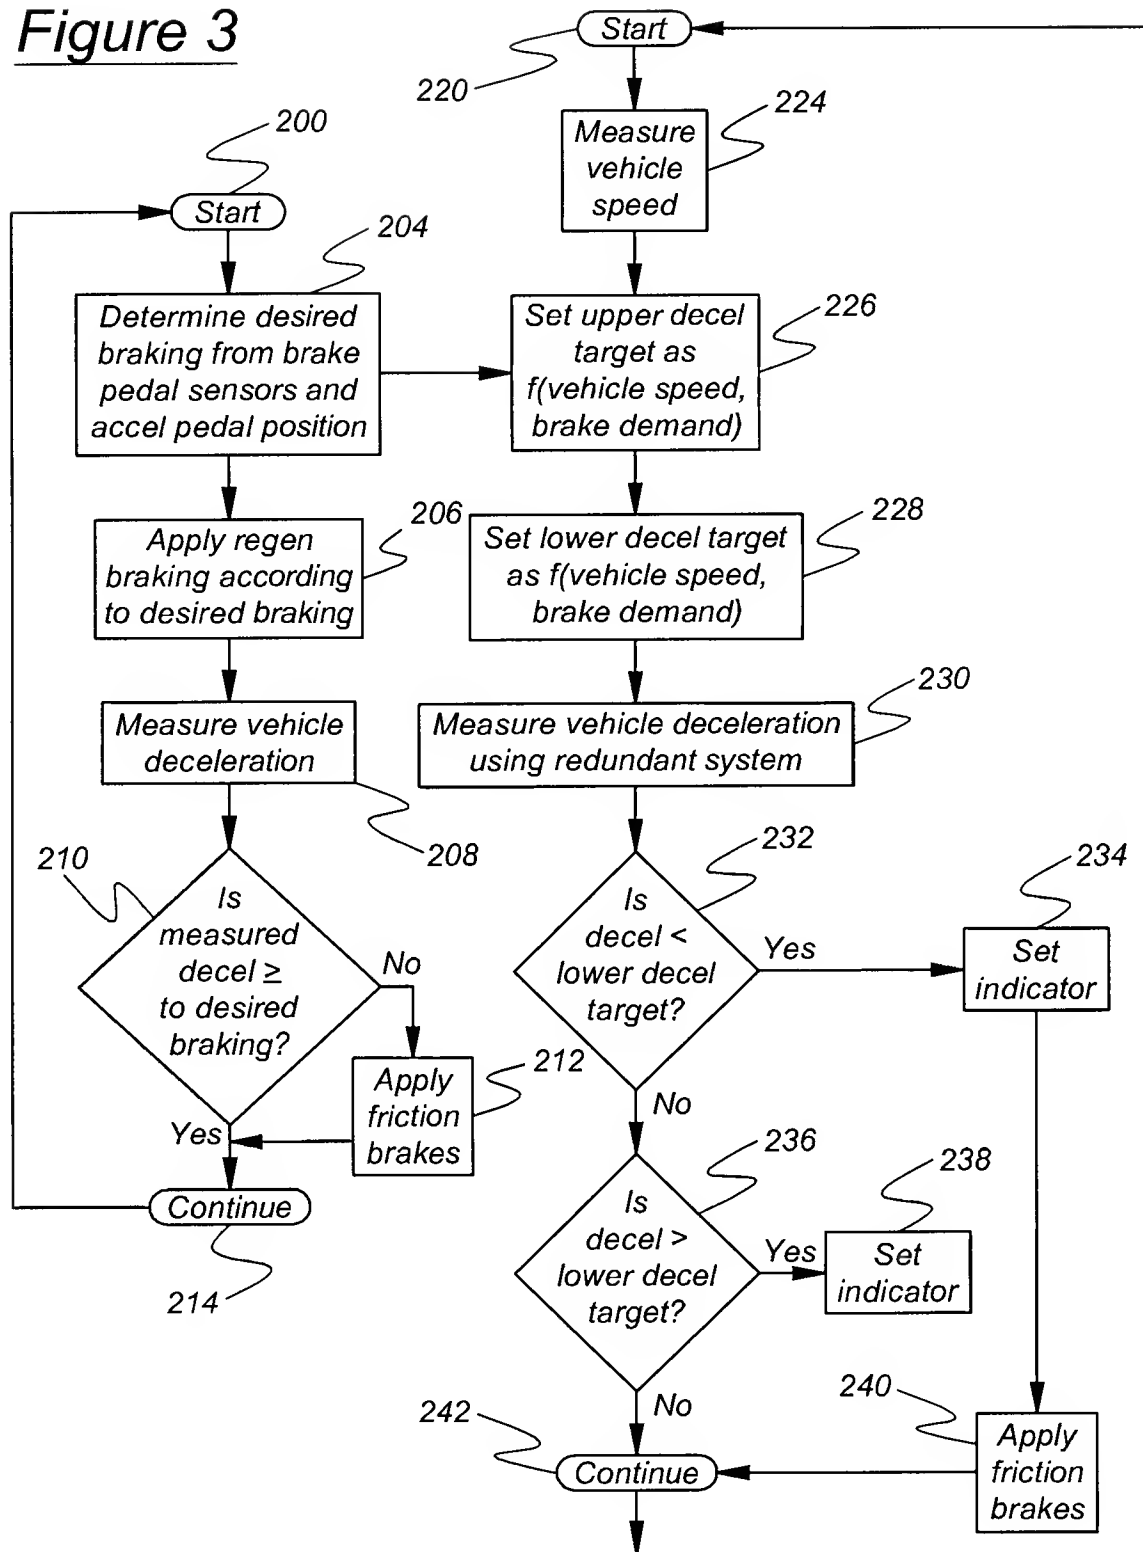 Figure 3
Start
220
Measure
vehicle
speed
224
200
Start
204
Determine desired
braking from brake
pedal sensors and
accel pedal position
Set upper decel
target as
f(vehicle speed,
brake demand)
226
Apply regen
braking according
to desired braking
206
Set lower decel target
as f(vehicle speed,
brake demand)
228
Measure vehicle
deceleration
208
Measure vehicle deceleration
using redundant system
230
210
Is
measured
decel ≥
to desired
braking?
No
Yes
Apply
friction
brakes
212
Continue
214
232
Is
decel <
lower decel
target?
Yes
No
234
Set
indicator
236
Is
decel >
lower decel
target?
Yes
No
238
Set
indicator
240
Apply
friction
brakes
242
Continue